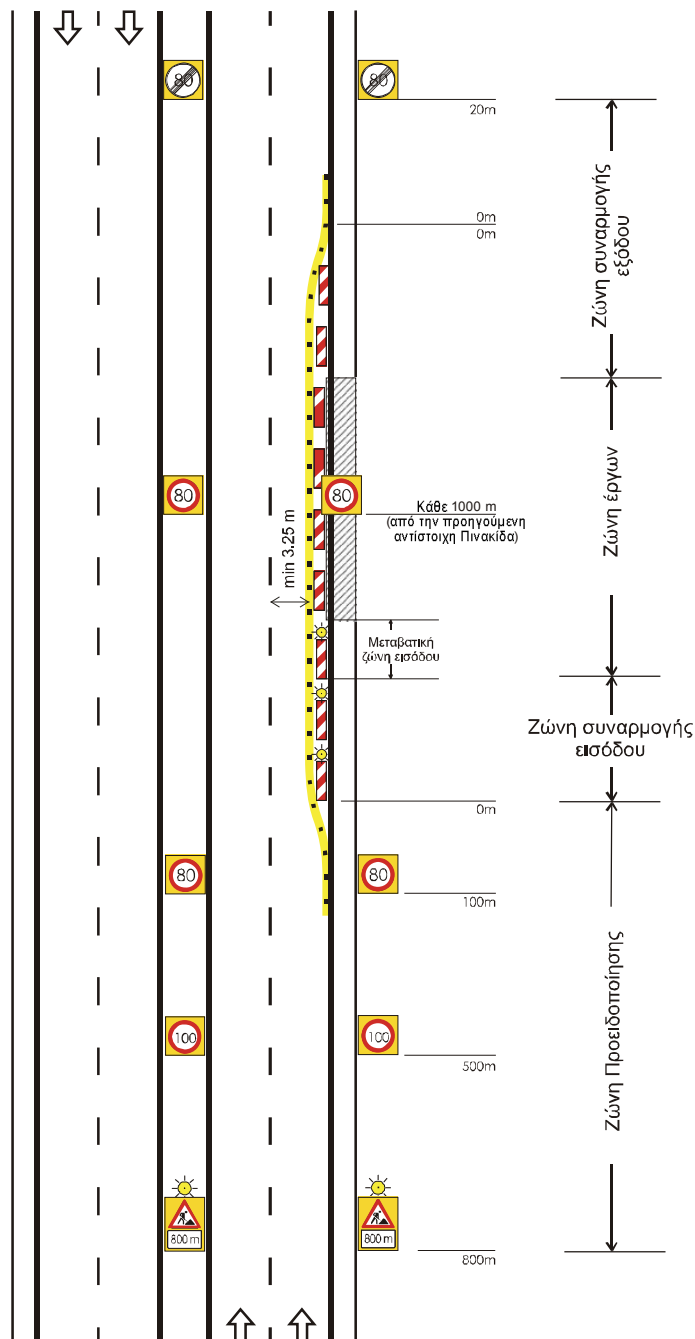 80
80
20m
0m
0m
Ζώνη συναρμογής
εξόδου
80
80
Κάθε 1000 m
(από την προηγούμενη
αντίστοιχη Πινακίδα)
Ζώνη έργων
min 3.25 m
Μεταβατική
ζώνη εισόδου
Ζώνη συναρμογής
εισόδου
0m
80
80
100m
Ζώνη Προειδοποίησης
100
100
500m
800 m
800 m
800m